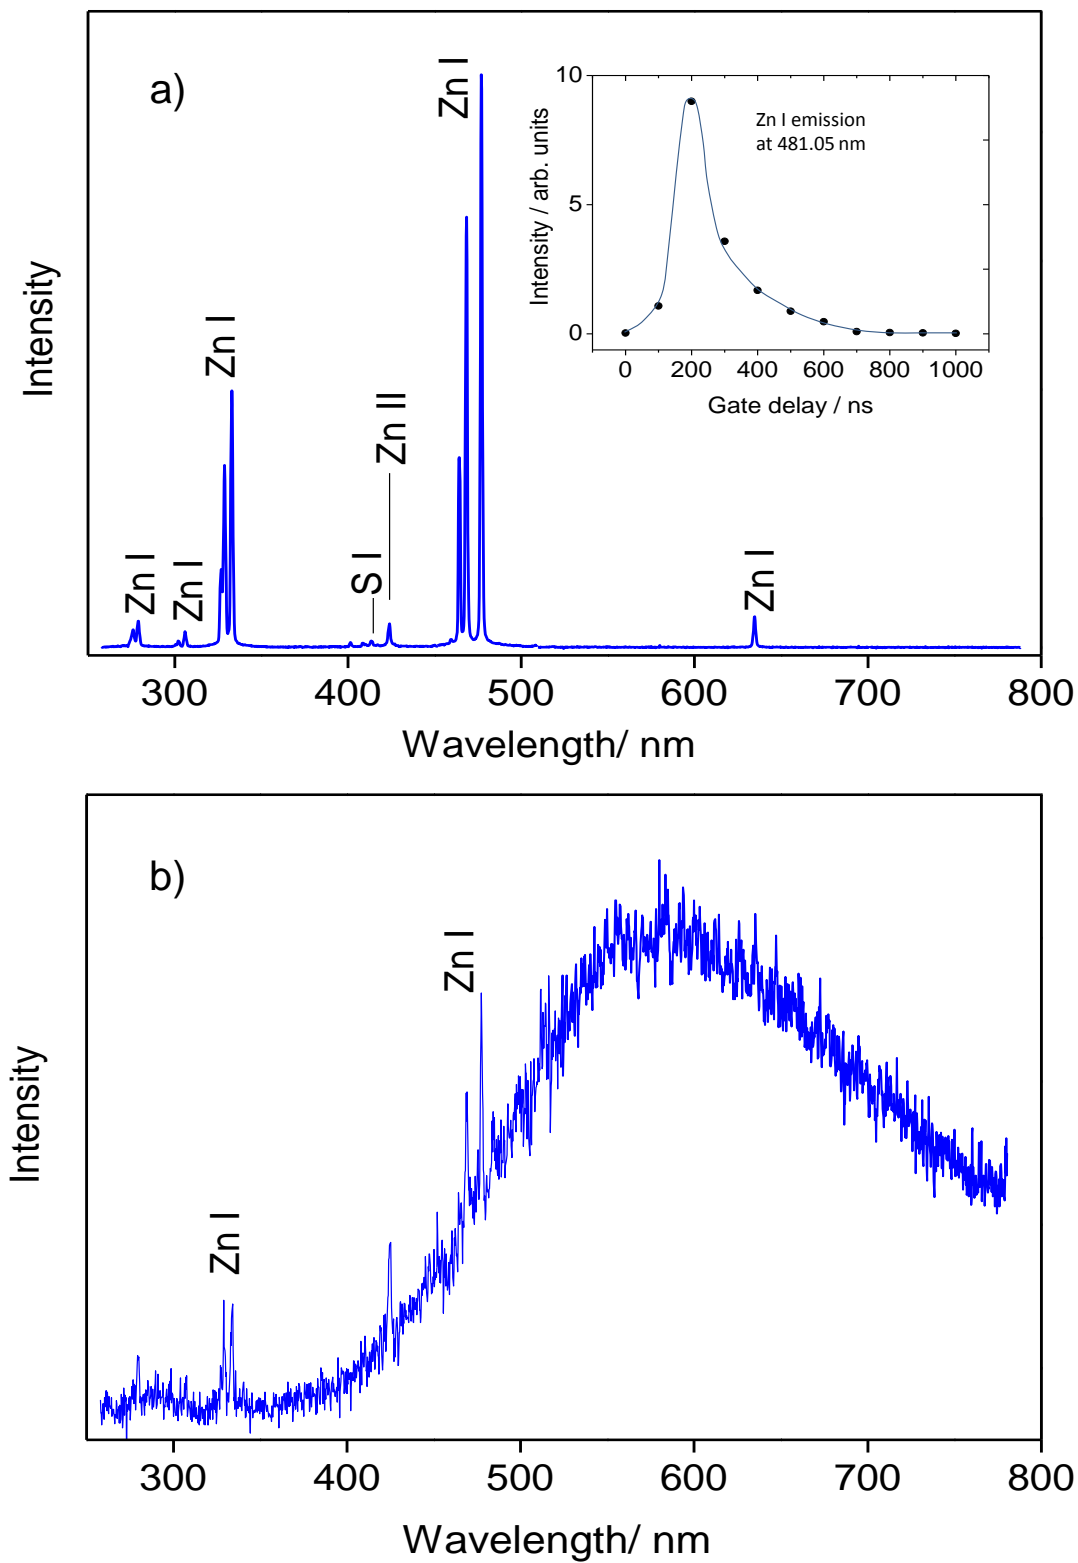 a)
Zn I
Zn I
Zn I
S I
Zn II
Zn I
Zn I
Intensity
300
400
500
600
700
800
Wavelength/ nm
10
5
0
Intensity / arb. units
Zn I emission
at 481.05 nm
0
200
400
600
800
1000
Gate delay / ns
b)
Zn I
Zn I
Intensity
300
400
500
600
700
800
Wavelength/ nm